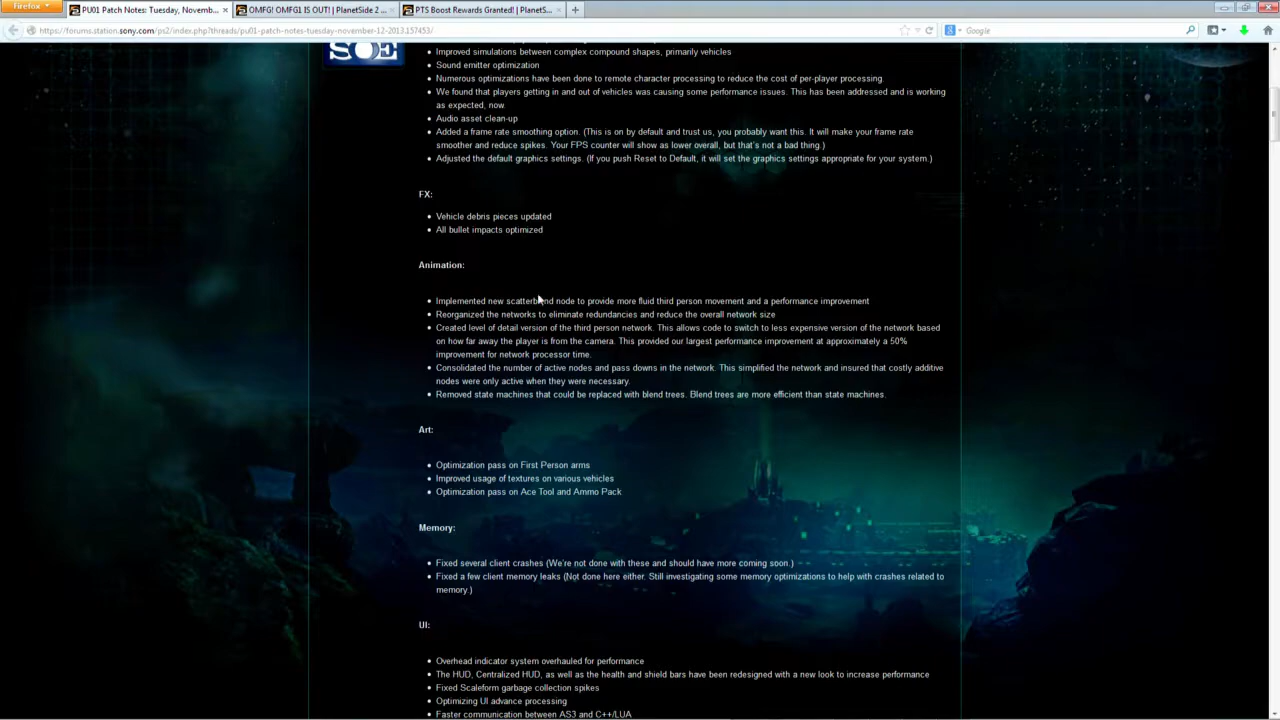 Firefox
PU01 Patch Notes: Tuesday, Novemb... x
OMFG! OMFG1 IS OUT! | PlanetSide 2 ... x
PTS Boost Rewards Granted! | PlanetS... x
+
https://forums.station.sony.com/ps2/index.php?threads/pu01-patch-notes-tuesday-november-12-2013.157453/
Google
SOE
Improved simulations between complex compound shapes, primarily vehicles
Sound emitter optimization
Numerous optimizations have been done to remote character processing to reduce the cost of per-player processing.
We found that players getting in and out of vehicles was causing some performance issues. This has been addressed and is working
as expected, now.
Audio asset clean-up
Added a frame rate smoothing option. (This is on by default and trust us, you probably want this. It will make your frame rate
smoother and reduce spikes. Your FPS counter will show as lower overall, but that's not a bad thing.)
Adjusted the default graphics settings. (If you push Reset to Default, it will set the graphics settings appropriate for your system.)
FX:
Vehicle debris pieces updated
All bullet impacts optimized
Animation:
Implemented new scatterblend node to provide more fluid third person movement and a performance improvement
Reorganized the networks to eliminate redundancies and reduce the overall network size
Created level of detail version of the third person network. This allows code to switch to less expensive version of the network based
on how far away the player is from the camera. This provided our largest performance improvement at approximately a 50%
improvement for network processor time.
Consolidated the number of active nodes and pass downs in the network. This simplified the network and insured that costly additive
nodes were only active when they were necessary.
Removed state machines that could be replaced with blend trees. Blend trees are more efficient than state machines.
Art:
Optimization pass on First Person arms
Improved usage of textures on various vehicles
Optimization pass on Ace Tool and Ammo Pack
Memory:
Fixed several client crashes (We're not done with these and should have more coming soon.)
Fixed a few client memory leaks (Not done here either. Still investigating some memory optimizations to help with crashes related to
memory.)
UI:
Overhead indicator system overhauled for performance
The HUD, Centralized HUD, as well as the health and shield bars have been redesigned with a new look to increase performance
Fixed Scaleform garbage collection spikes
Optimizing UI advance processing
Faster communication between AS3 and C++/LUA